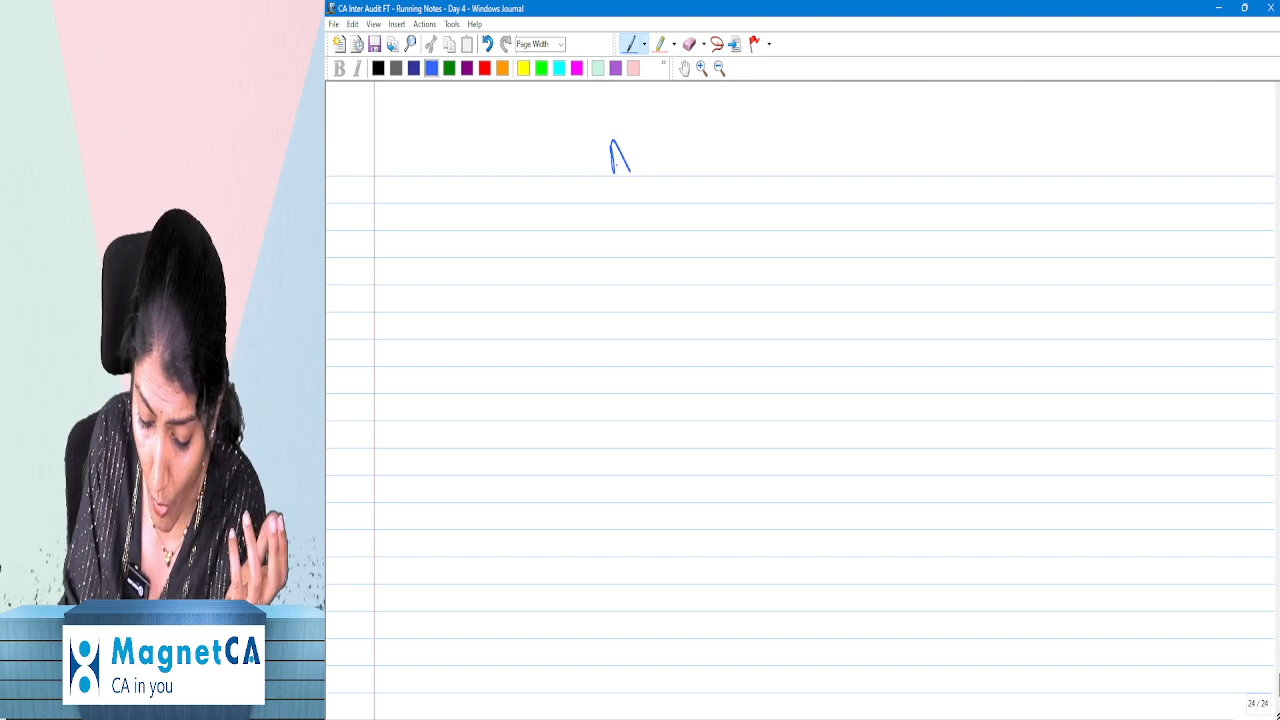 CA Inter Audit FT - Running Notes - Day 4 - Windows Journal
File Edit View Insert Actions Tools Help
Page Width
B I
MagnetCA
CA in you
24 / 24